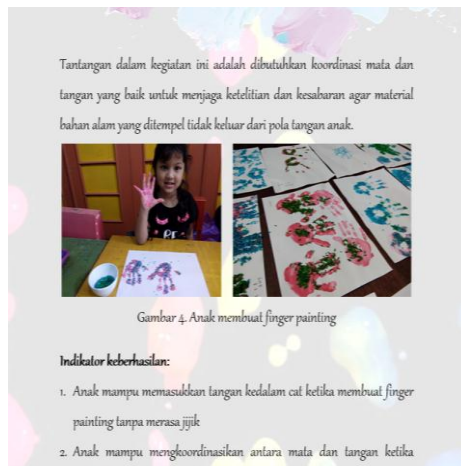 Tantangan dalam kegiatan ini adalah dibutuhkan koordinasi mata dan
tangan yang baik untuk menjaga ketelitian dan kesabaran agar material
bahan alam yang ditempel tidak keluar dari pola tangan anak.
Gambar 4. Anak membuat finger painting
Indikator keberhasilan:
1. Anak mampu memasukkan tangan kedalam cat ketika membuat finger
painting tanpa merasa jijik
2. Anak mampu mengkoordinasikan antara mata dan tangan ketika